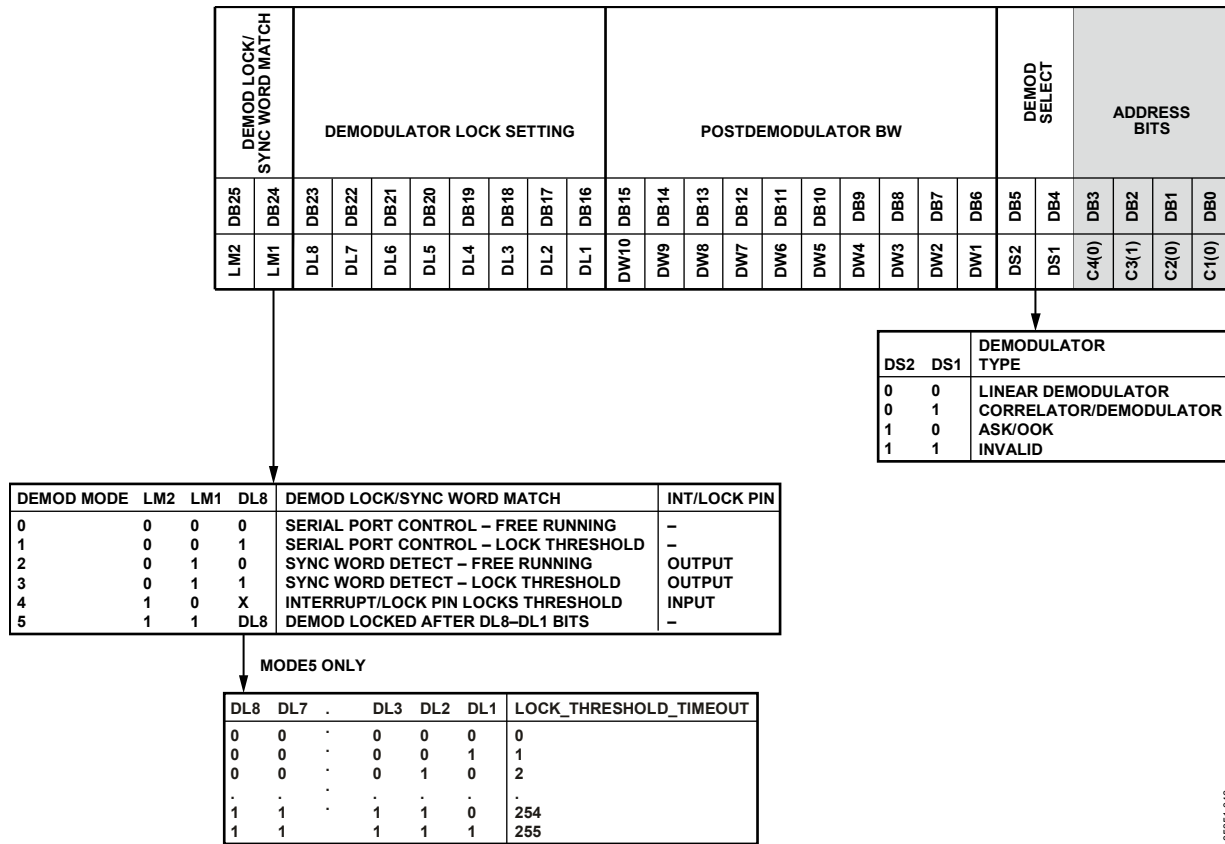 DEMOD LOCK/
SYNC WORD MATCH
DEMODULATOR LOCK SETTING
POSTDEMODULATOR BW
DEMOD
SELECT
ADDRESS
BITS
DB25 DB24 DB23 DB22 DB21 DB20 DB19 DB18 DB17 DB16 DB15 DB14 DB13 DB12 DB11 DB10 DB9 DB8 DB7 DB6 DB5 DB4 DB3 DB2 DB1 DB0
LM2 LM1 DL8 DL7 DL6 DL5 DL4 DL3 DL2 DL1 DW10 DW9 DW8 DW7 DW6 DW5 DW4 DW3 DW2 DW1 DS2 DS1 C4(0) C3(1) C2(0) C1(0)
DEMODULATOR
DS2 DS1 TYPE
0 0 LINEAR DEMODULATOR
0 1 CORRELATOR/DEMODULATOR
1 0 ASK/OOK
1 1 INVALID
DEMOD MODE LM2 LM1 DL8 DEMOD LOCK/SYNC WORD MATCH INT/LOCK PIN
0 0 0 0 SERIAL PORT CONTROL – FREE RUNNING –
1 0 0 1 SERIAL PORT CONTROL – LOCK THRESHOLD –
2 0 1 0 SYNC WORD DETECT – FREE RUNNING OUTPUT
3 0 1 1 SYNC WORD DETECT – LOCK THRESHOLD OUTPUT
4 1 0 X INTERRUPT/LOCK PIN LOCKS THRESHOLD INPUT
5 1 1 DL8 DEMOD LOCKED AFTER DL8–DL1 BITS –
MODE5 ONLY
DL8 DL7 . DL3 DL2 DL1 LOCK_THRESHOLD_TIMEOUT
0 0 . 0 0 0 0
0 0 . 0 0 1 1
0 0 . 0 1 0 2
. . . . . . .
1 1 . 1 1 0 254
1 1 1 1 1 255